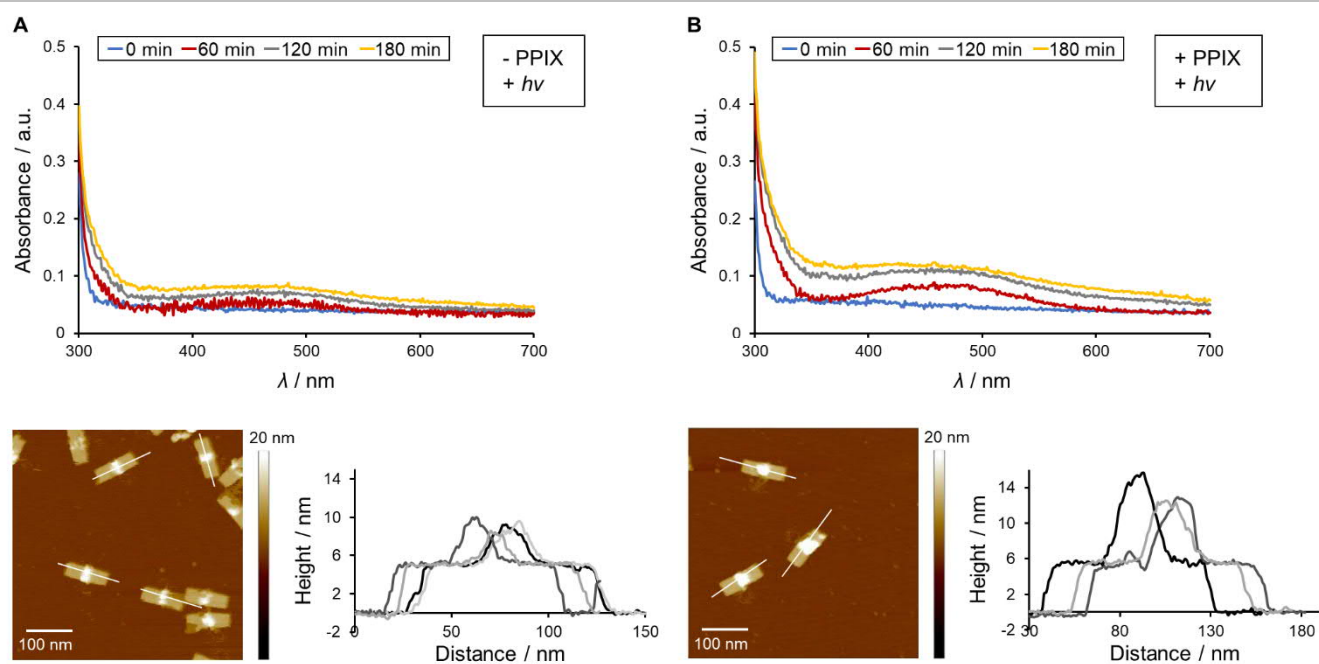 A
0 min 60 min 120 min 180 min
- PPIX
+ hv
0.5
0.4
0.3
0.2
0.1
0
Absorbance / a.u.
300 400 500 600 700
λ / nm
20 nm
100 nm
14
10
6
2
-2
Height / nm
0 50 100 150
Distance / nm
B
0 min 60 min 120 min 180 min
+ PPIX
+ hv
0.5
0.4
0.3
0.2
0.1
0
Absorbance / a.u.
300 400 500 600 700
λ / nm
20 nm
100 nm
14
10
6
2
-2
Height / nm
30 80 130 180
Distance / nm